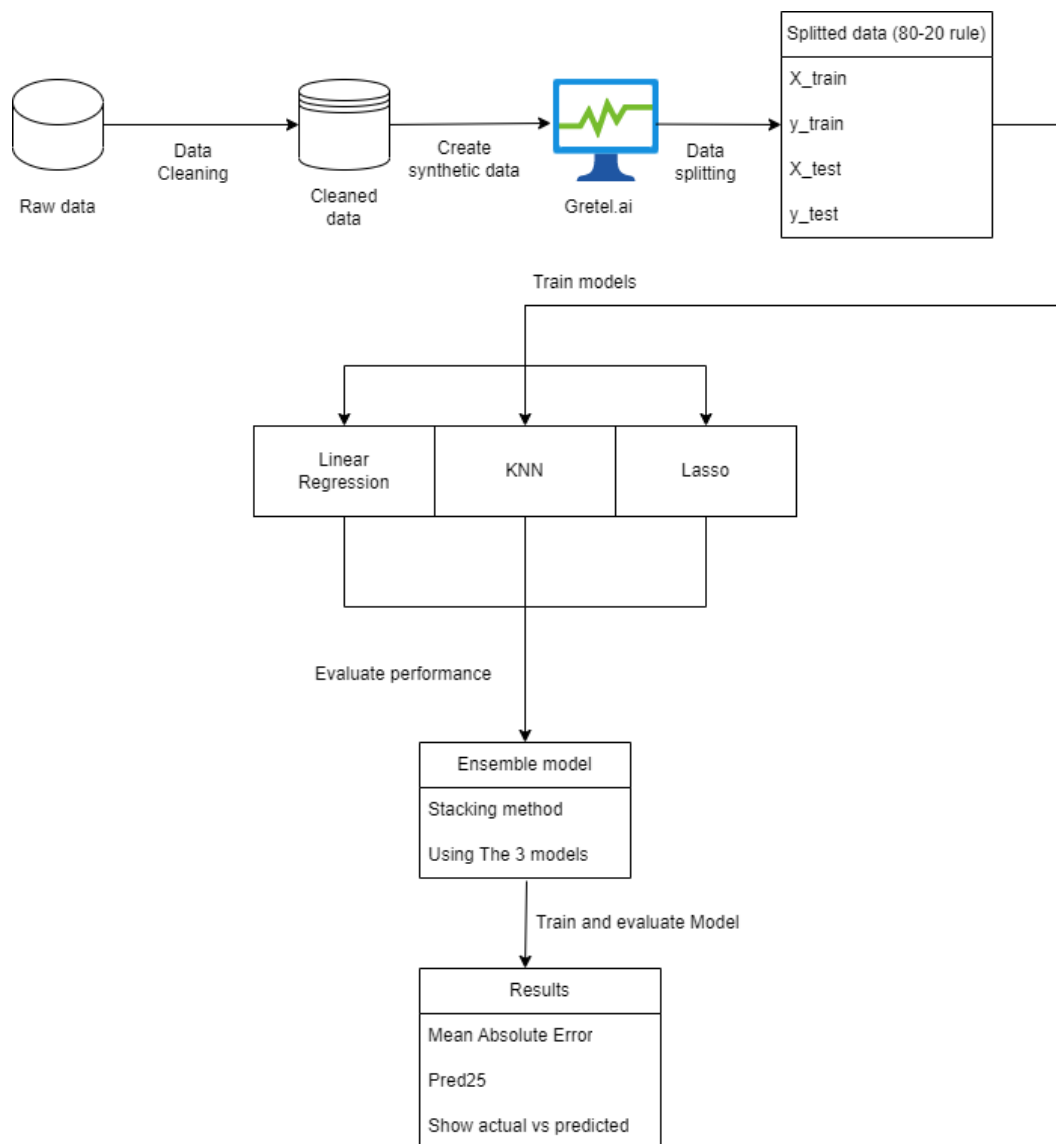 Splitted data (80-20 rule)
X_train
y_train
X_test
y_test
Data
Cleaning
Create
synthetic data
Data
splitting
Raw data
Cleaned
data
Gretel.ai
Train models
Linear
Regression
KNN
Lasso
Evaluate performance
Ensemble model
Stacking method
Using The 3 models
Train and evaluate Model
Results
Mean Absolute Error
Pred25
Show actual vs predicted